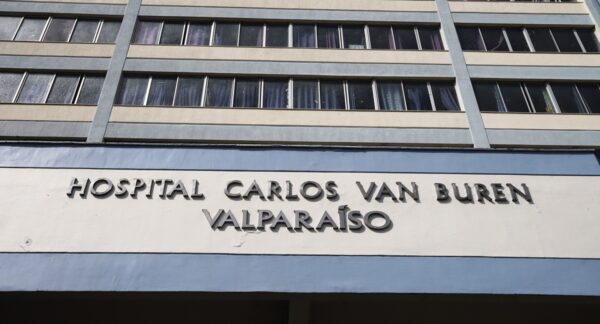 HOSPITAL CARLOS VAN BUREN
VALPARAÍSO